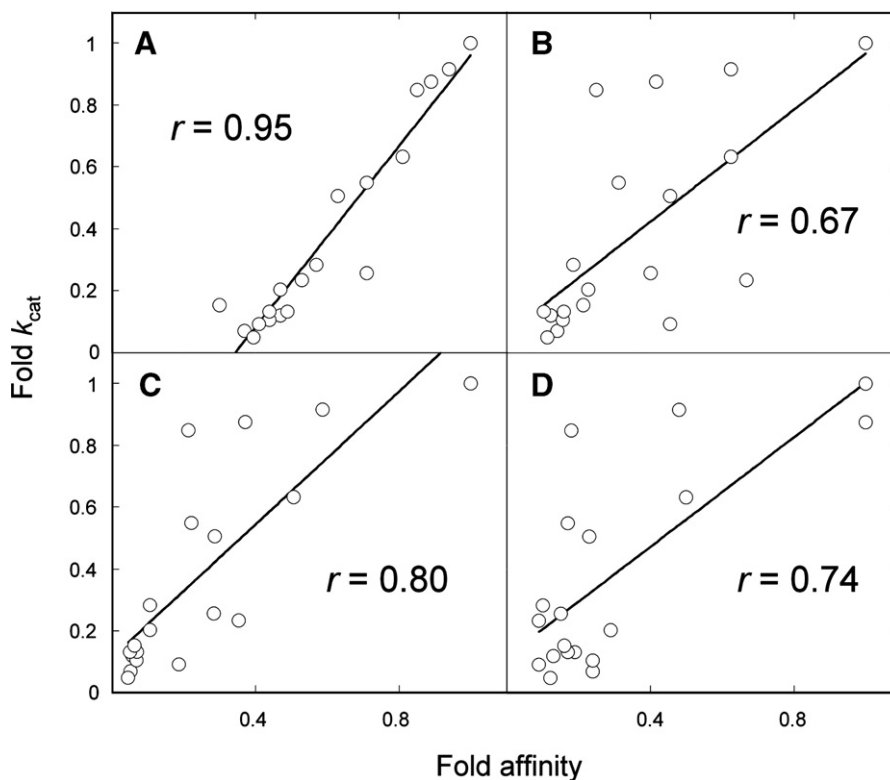 A
B
1
0.8
r = 0.95
0.6
0.4
r = 0.67
0.2
0
Fold kcat
C
D
1
0.8
0.6
0.4
r = 0.80
r = 0.74
0.2
0
0.4
0.8
0.4
0.8
Fold affinity